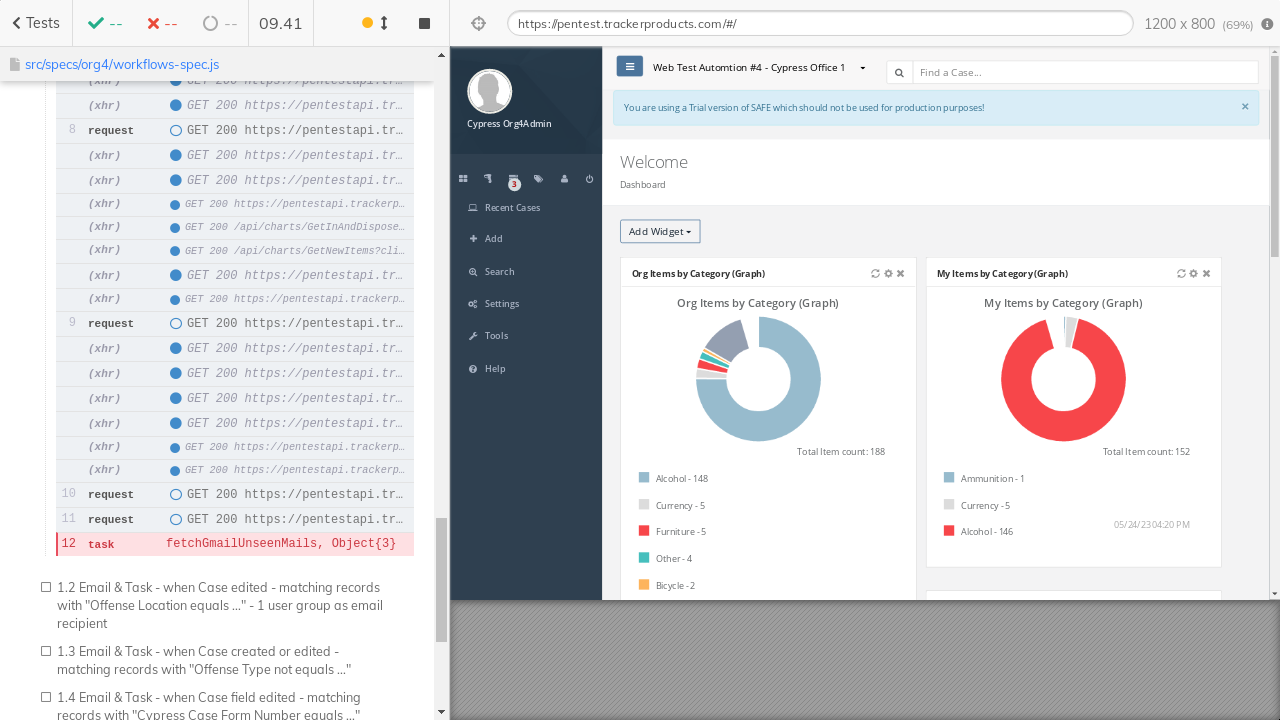 Tests
--
--
--
09.41
https://pentest.trackerproducts.com/#/
1200 x 800 (69%)
src/specs/org4/workflows-spec.js
(xhr) GET 200 https://pentestapi.tr…
(xhr) GET 200 https://pentestapi.tr…
8 request GET 200 https://pentestapi.tr…
(xhr) GET 200 https://pentestapi.tr…
(xhr) GET 200 https://pentestapi.tr…
(xhr) GET 200 https://pentestapi.trackerp…
(xhr) GET 200 /api/charts/GetInAndDispose…
(xhr) GET 200 /api/charts/GetNewItems?cli…
(xhr) GET 200 https://pentestapi.tr…
(xhr) GET 200 https://pentestapi.trackerp…
9 request GET 200 https://pentestapi.tr…
(xhr) GET 200 https://pentestapi.tr…
(xhr) GET 200 https://pentestapi.tr…
(xhr) GET 200 https://pentestapi.tr…
(xhr) GET 200 https://pentestapi.tr…
(xhr) GET 200 https://pentestapi.trackerp…
(xhr) GET 200 https://pentestapi.trackerp…
10 request GET 200 https://pentestapi.tr…
11 request GET 200 https://pentestapi.tr…
12 task fetchGmailUnseenMails, Object{3}
1.2 Email & Task - when Case edited - matching records
with "Offense Location equals ..." - 1 user group as email
recipient
1.3 Email & Task - when Case created or edited -
matching records with "Offense Type not equals ..."
1.4 Email & Task - when Case field edited - matching
records with "Cypress Case Form Number equals ..."
Cypress Org4Admin
3
Recent Cases
Add
Search
Settings
Tools
Help
Web Test Automtion #4 - Cypress Office 1
Find a Case...
You are using a Trial version of SAFE which should not be used for production purposes!
×
Welcome
Dashboard
Add Widget
Org Items by Category (Graph)
Org Items by Category (Graph)
Total Item count: 188
Alcohol - 148
Currency - 5
Furniture - 5
Other - 4
Bicycle - 2
My Items by Category (Graph)
My Items by Category (Graph)
Total Item count: 152
Ammunition - 1
Currency - 5
Alcohol - 146
05/24/23 04:20 PM